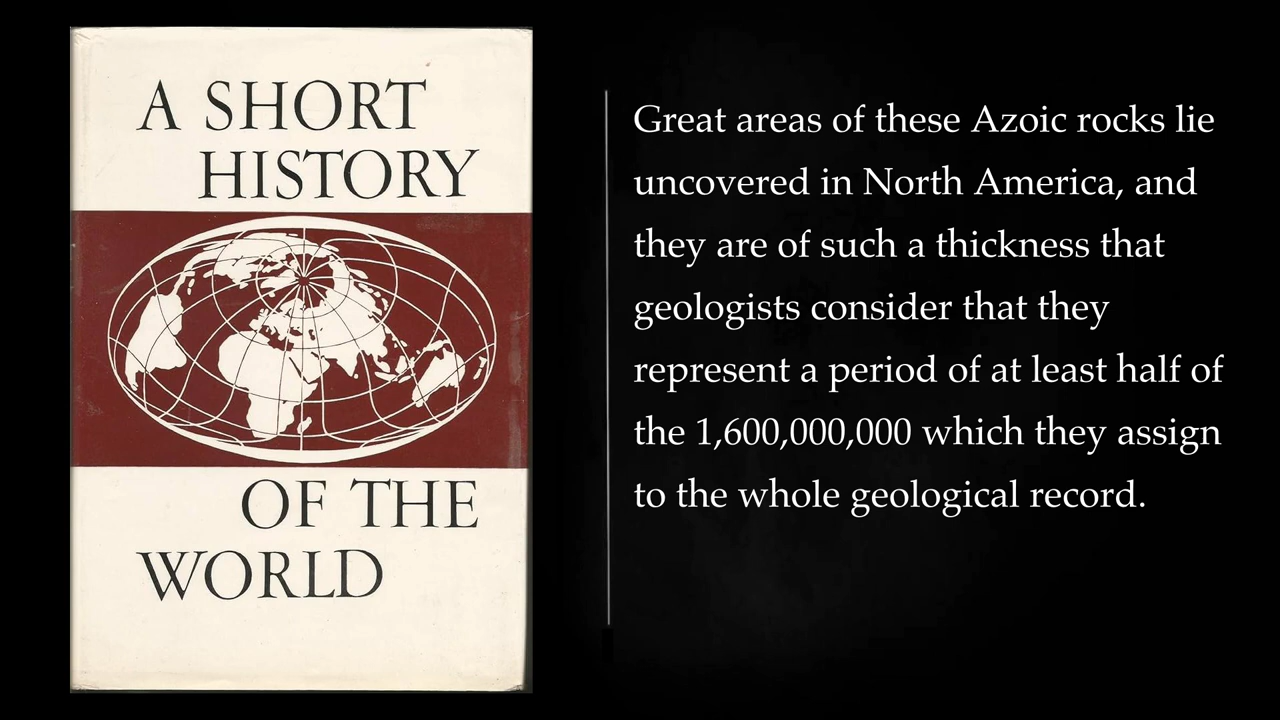 A SHORT
HISTORY
OF THE
WORLD
Great areas of these Azoic rocks lie
uncovered in North America, and
they are of such a thickness that
geologists consider that they
represent a period of at least half of
the 1,600,000,000 which they assign
to the whole geological record.